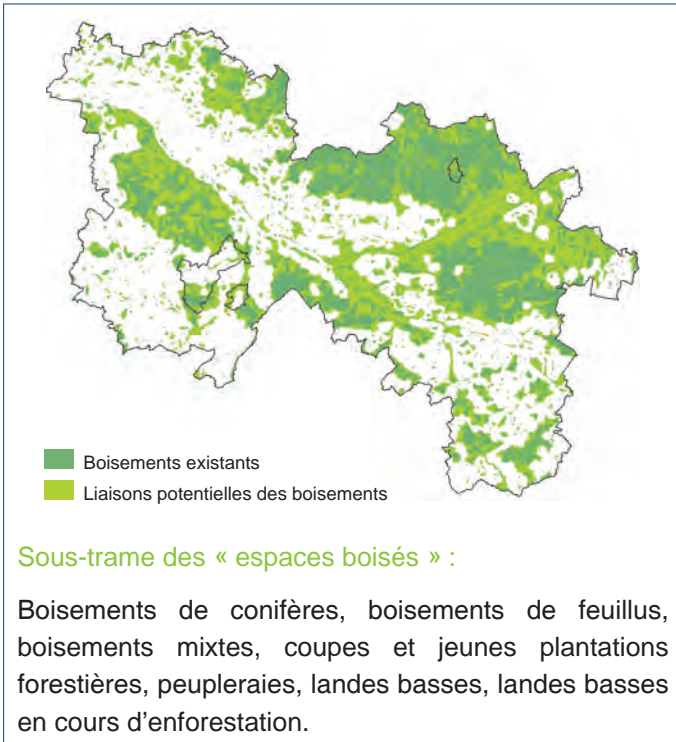 Boisements existants
Liaisons potentielles des boisements
Sous-trame des « espaces boisés » :
Boisements de conifères, boisements de feuillus,
boisements mixtes, coupes et jeunes plantations
forestières, peupleraies, landes basses, landes basses
en cours d’enforestation.